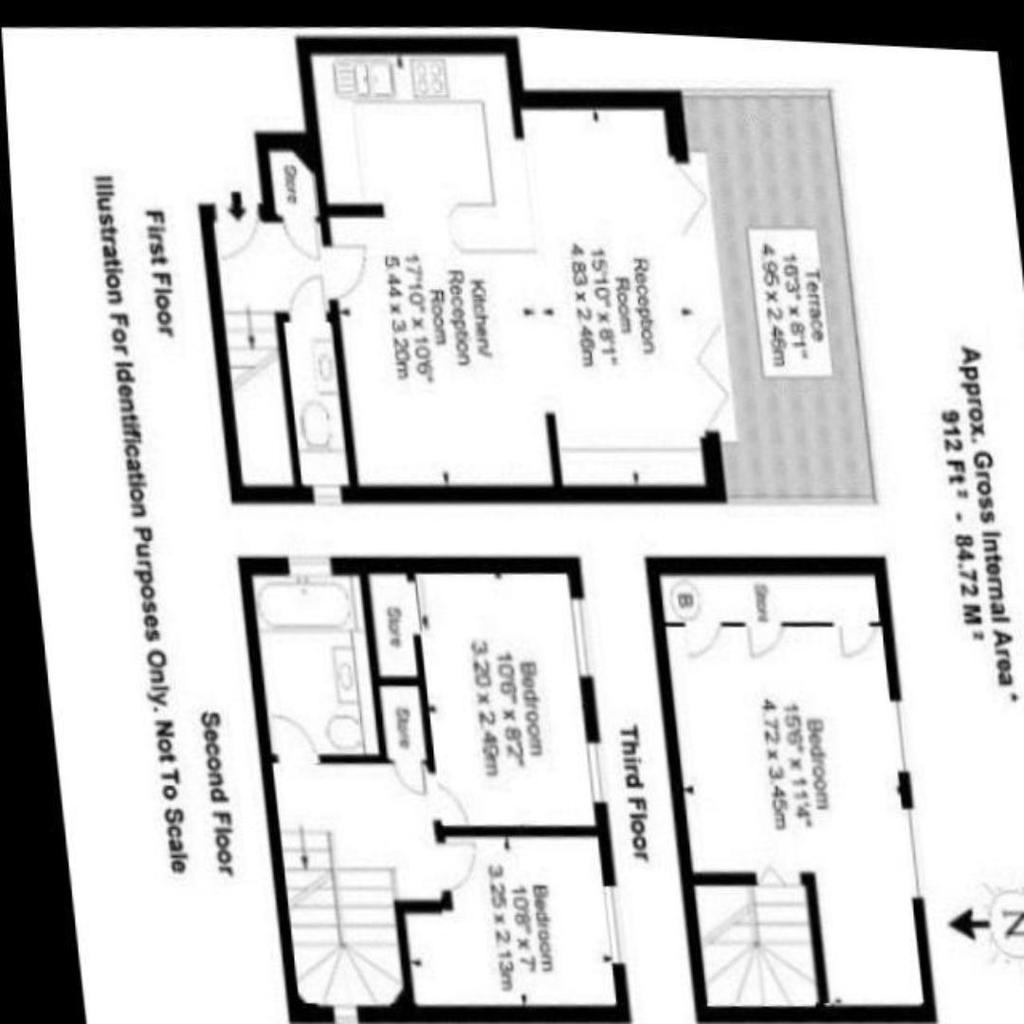 Approx. Gross Internal Area *
912 Ft ² - 84.72 M ²
Terrace
16'3" x 8'1"
4.95 x 2.46m
Reception
Room
15'10" x 8'1"
4.83 x 2.46m
Kitchen/
Reception
Room
17'10" x 10'6"
5.44 x 3.20m
Store
First Floor
Store
B
Bedroom
15'6" x 11'4"
4.72 x 3.45m
Third Floor
N
Bedroom
10'6" x 8'2"
3.20 x 2.49m
Store
Store
Bedroom
10'8" x 7'
3.25 x 2.13m
Second Floor
Illustration For Identification Purposes Only. Not To Scale